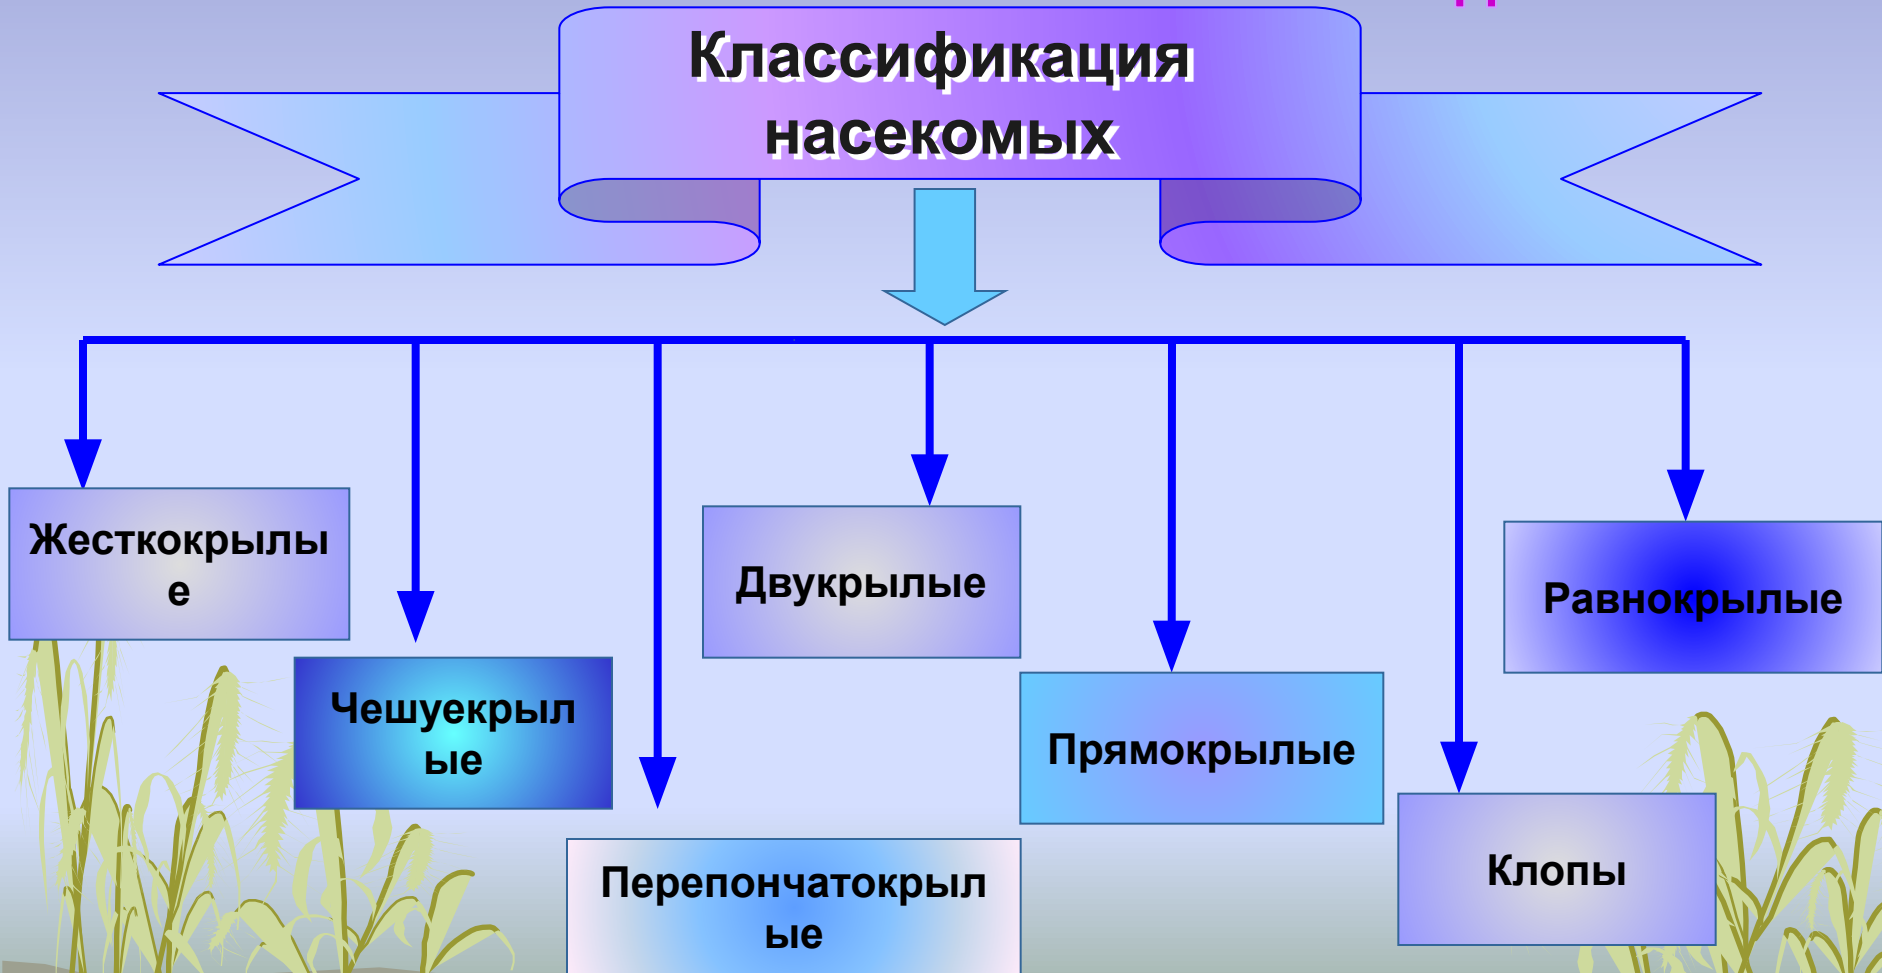 Классификация
насекомых
Жесткокрылы
е
Чешуекрыл
ые
Перепончатокрыл
ые
Двукрылые
Прямокрылые
Клопы
Равнокрылые